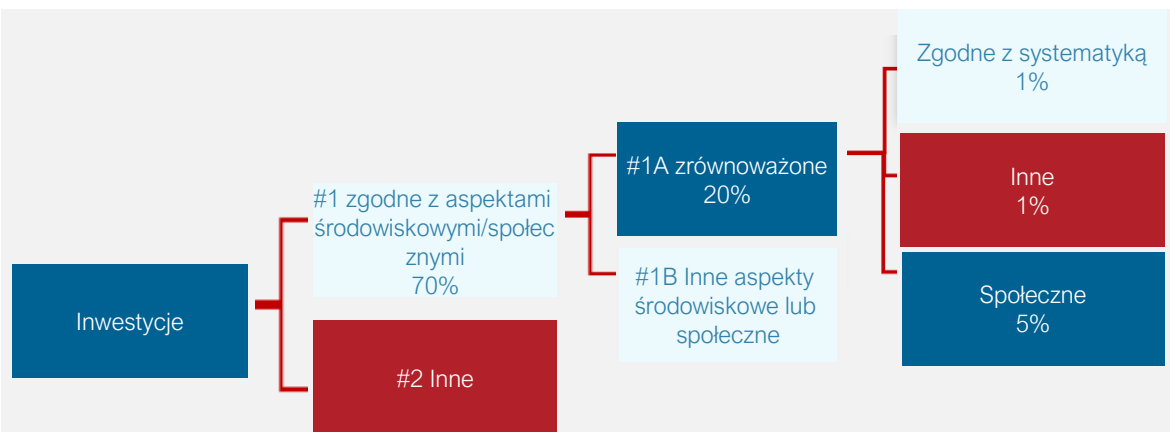 Inwestycje
#1 zgodne z aspektami
środowiskowymi/społec
znymi
70%
#2 Inne
#1A zrównoważone
20%
#1B Inne aspekty
środowiskowe lub
społeczne
Zgodne z systematyką
1%
Inne
1%
Społeczne
5%